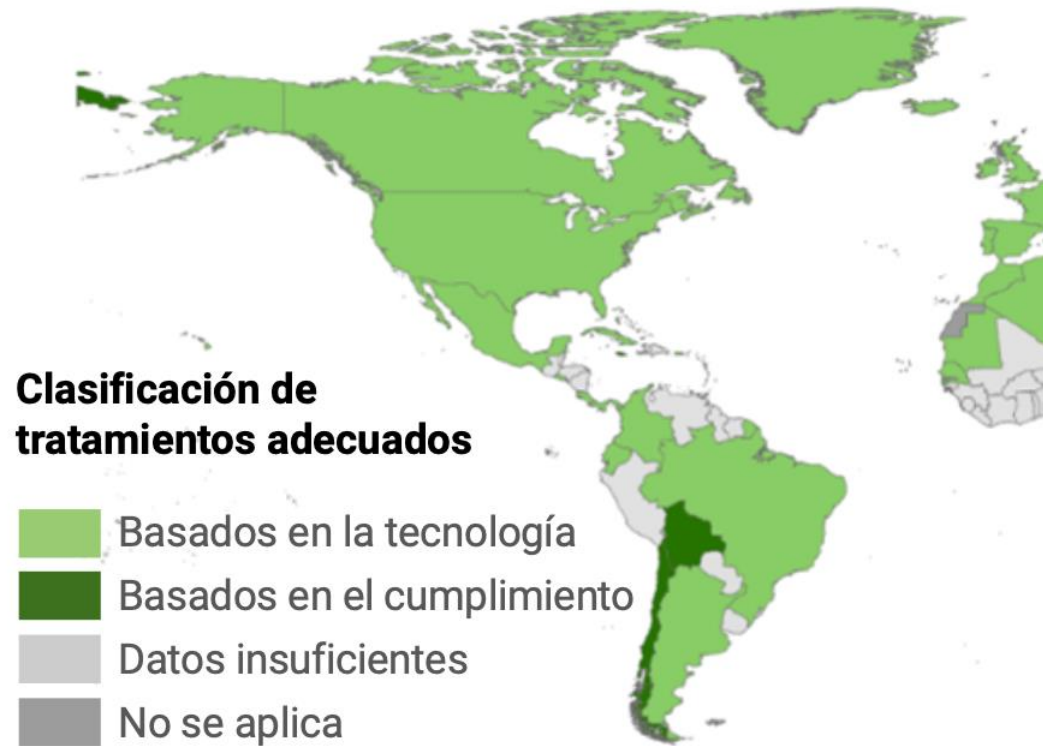 Clasificación de
tratamientos adecuados
Basados en la tecnología
Basados en el cumplimiento
Datos insuficientes
No se aplica